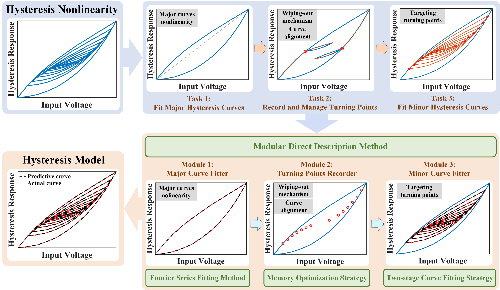 Hysteresis Nonlinearity
Hysteresis Response
Input Voltage
Major curves
nonlinearity
Hysteresis Response
Input Voltage
Task 1:
Fit Major Hysteresis Curves
Wiping-out
mechanism
Curve
alignment
Hysteresis Response
Input Voltage
Task 2:
Record and Manage Turning Points
Targeting
turning points
Hysteresis Response
Input Voltage
Task 3:
Fit Minor Hysteresis Curves
Modular Direct Description Method
Hysteresis Model
Predictive curve
Actual curve
Hysteresis Response
Input Voltage
Module 1:
Major Curve Fitter
Major curves
nonlinearity
Hysteresis Response
Input Voltage
Fourier Series Fitting Method
Module 2:
Turning Points Recorder
Wiping-out
mechanism
Curve
alignment
Hysteresis Response
Input Voltage
Memory Optimization Strategy
Module 3:
Minor Curve Fitter
Targeting
turning points
Hysteresis Response
Input Voltage
Two-stage Curve Fitting Strategy